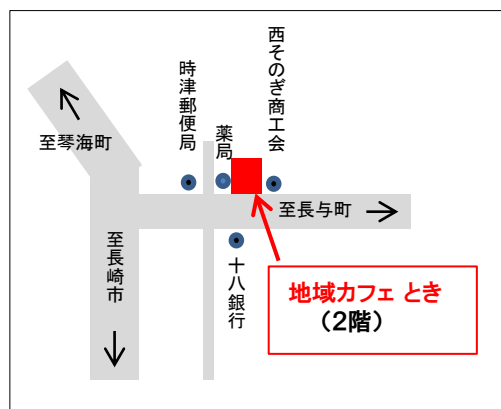 西そのぎ商工会
時津郵便局
薬局
至琴海町
至長与町
至長崎市
十八銀行
地域カフェ とき
（2階）